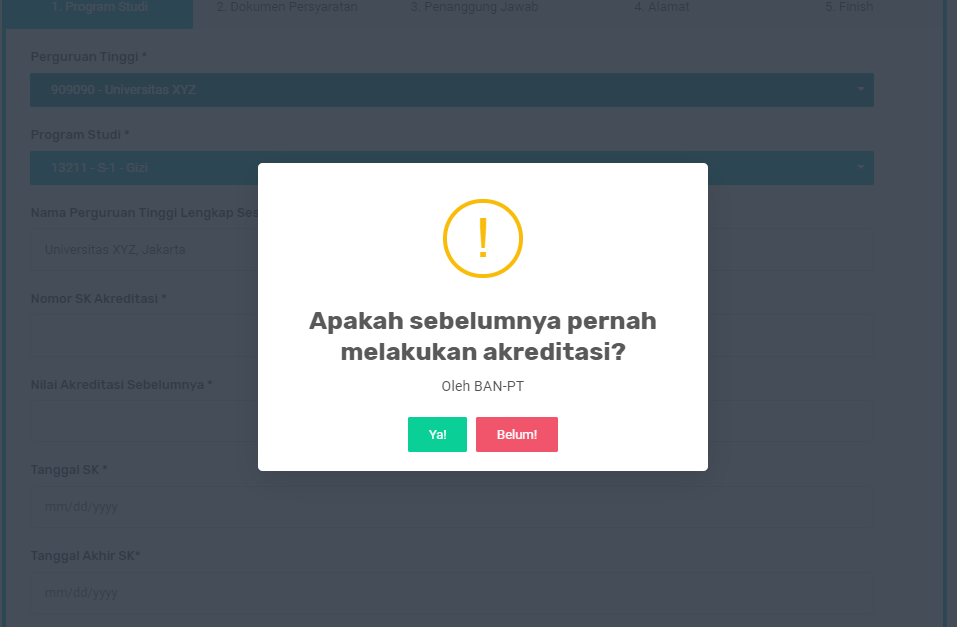 1. Program Studi
2. Dokumen Persyaratan
3. Penanggung Jawab
4. Alamat
5. Finish
Perguruan Tinggi *
909090 - Universitas XYZ
Program Studi *
13211 - S-1 - Gizi
Nama Perguruan Tinggi Lengkap Ses
Universitas XYZ, Jakarta
Nomor SK Akreditasi *
!
Apakah sebelumnya pernah
melakukan akreditasi?
Oleh BAN-PT
Ya!
Belum!
Nilai Akreditasi Sebelumnya *
Tanggal SK *
mm/dd/yyyy
Tanggal Akhir SK*
mm/dd/yyyy